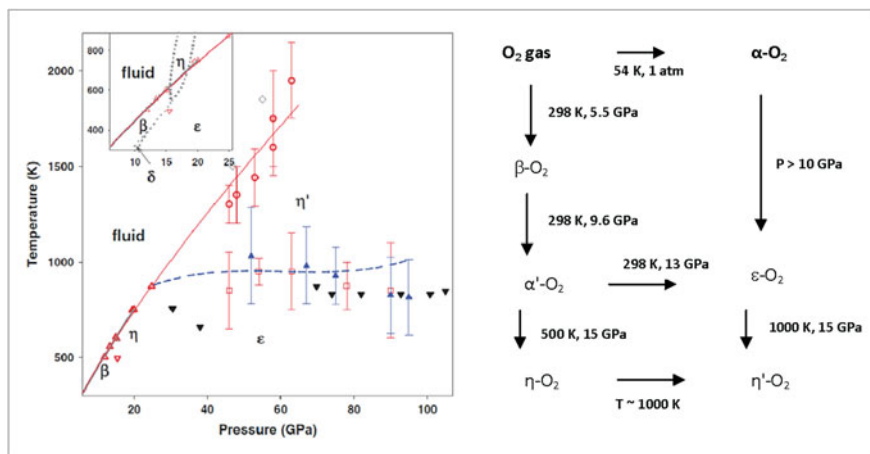 2000
1500
1000
500
Temperature (K)
20
40
60
80
100
Pressure (GPa)
fluid
η'
η
β
ε
800
600
400
10
15
20
25
fluid
η
β
ε
δ
O₂ gas
54 K, 1 atm
α-O₂
298 K, 5.5 GPa
β-O₂
P > 10 GPa
298 K, 9.6 GPa
α'-O₂
298 K, 13 GPa
ε-O₂
500 K, 15 GPa
1000 K, 15 GPa
η-O₂
T ~ 1000 K
η'-O₂